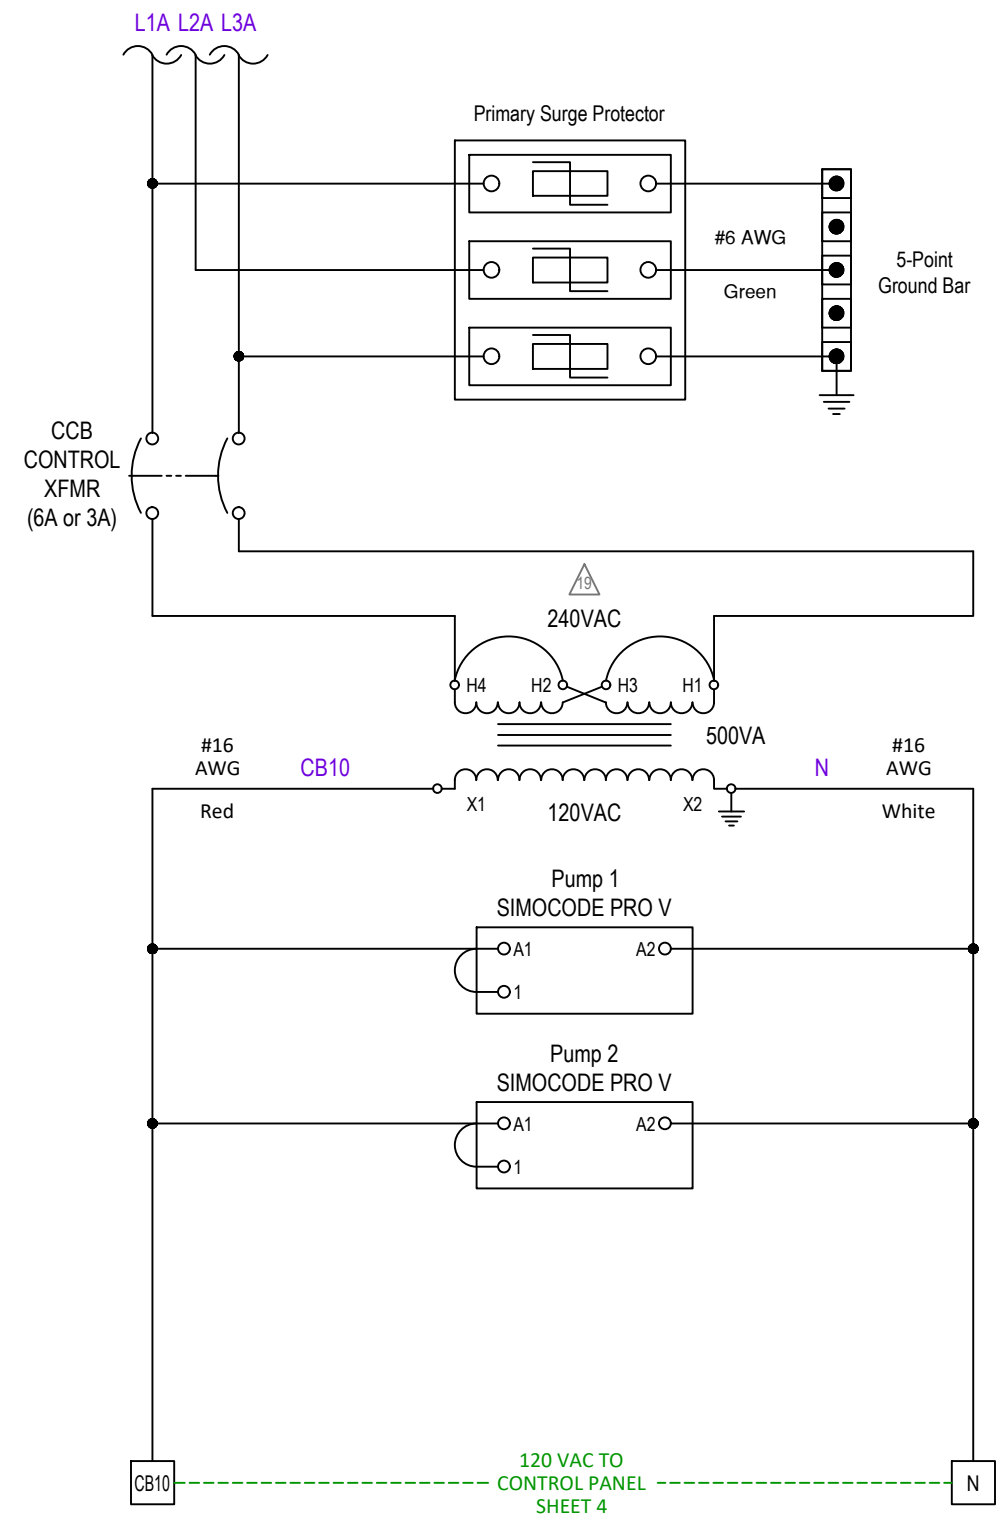 L1A L2A L3A
Primary Surge Protector
#6 AWG
Green
5-Point
Ground Bar
CCB
CONTROL
XFMR
(6A or 3A)
19
240VAC
H4 H2 H3 H1
500VA
#16
AWG
Red
CB10
X1
120VAC
X2
N
#16
AWG
White
Pump 1
SIMOCODE PRO V
A1 A2
1
Pump 2
SIMOCODE PRO V
A1 A2
1
CB10
120 VAC TO
CONTROL PANEL
SHEET 4
N